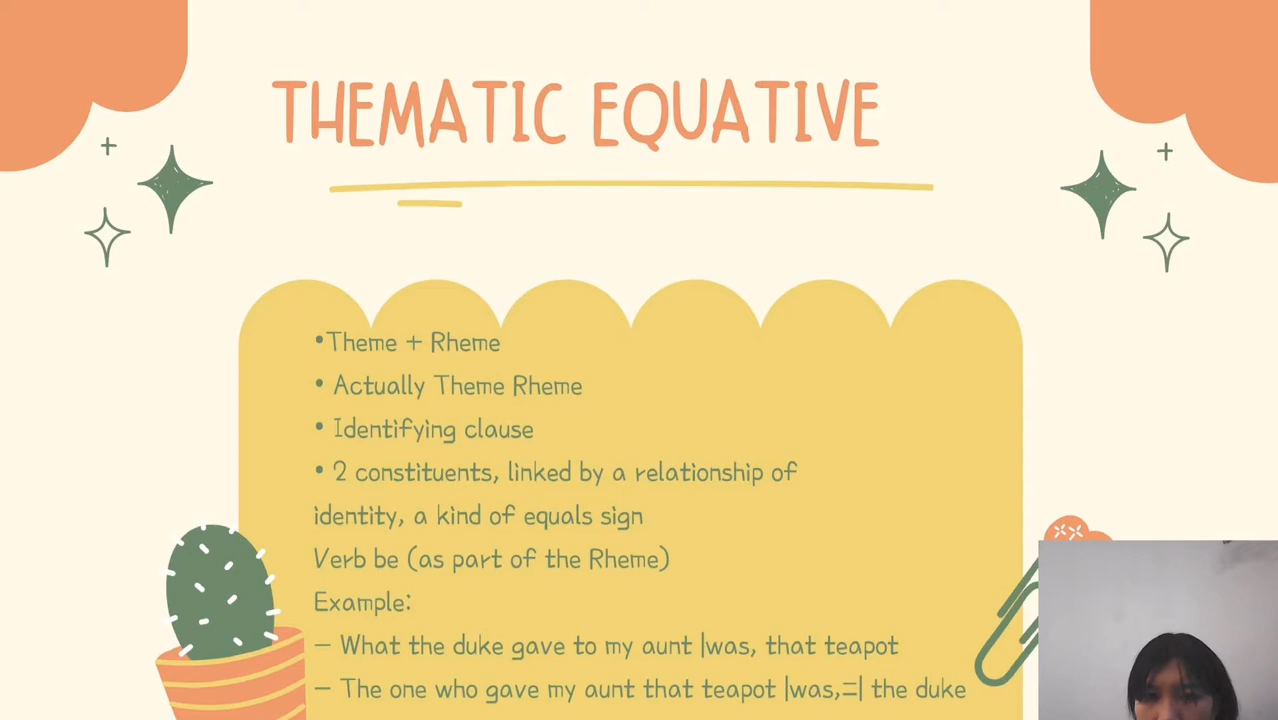 THEMATIC EQUATIVE
•Theme + Rheme
• Actually Theme Rheme
• Identifying clause
• 2 constituents, linked by a relationship of
identity, a kind of equals sign
Verb be (as part of the Rheme)
Example:
– What the duke gave to my aunt |was, that teapot
– The one who gave my aunt that teapot |was,=| the duke